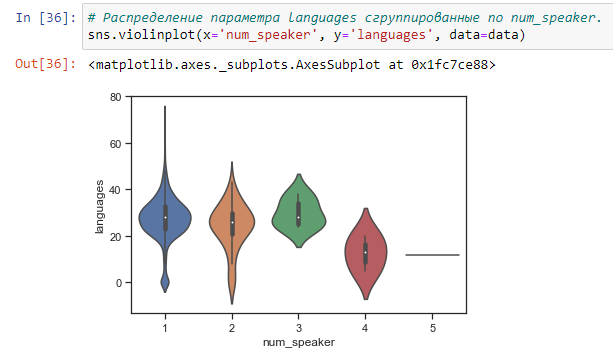 In [36]: # Распределение параметра languages сгруппированные по num_speaker.
sns.violinplot(x='num_speaker', y='languages', data=data)
Out[36]: <matplotlib.axes._subplots.AxesSubplot at 0x1fc7ce88>
80
60
40
20
0
languages
1 2 3 4 5
num_speaker